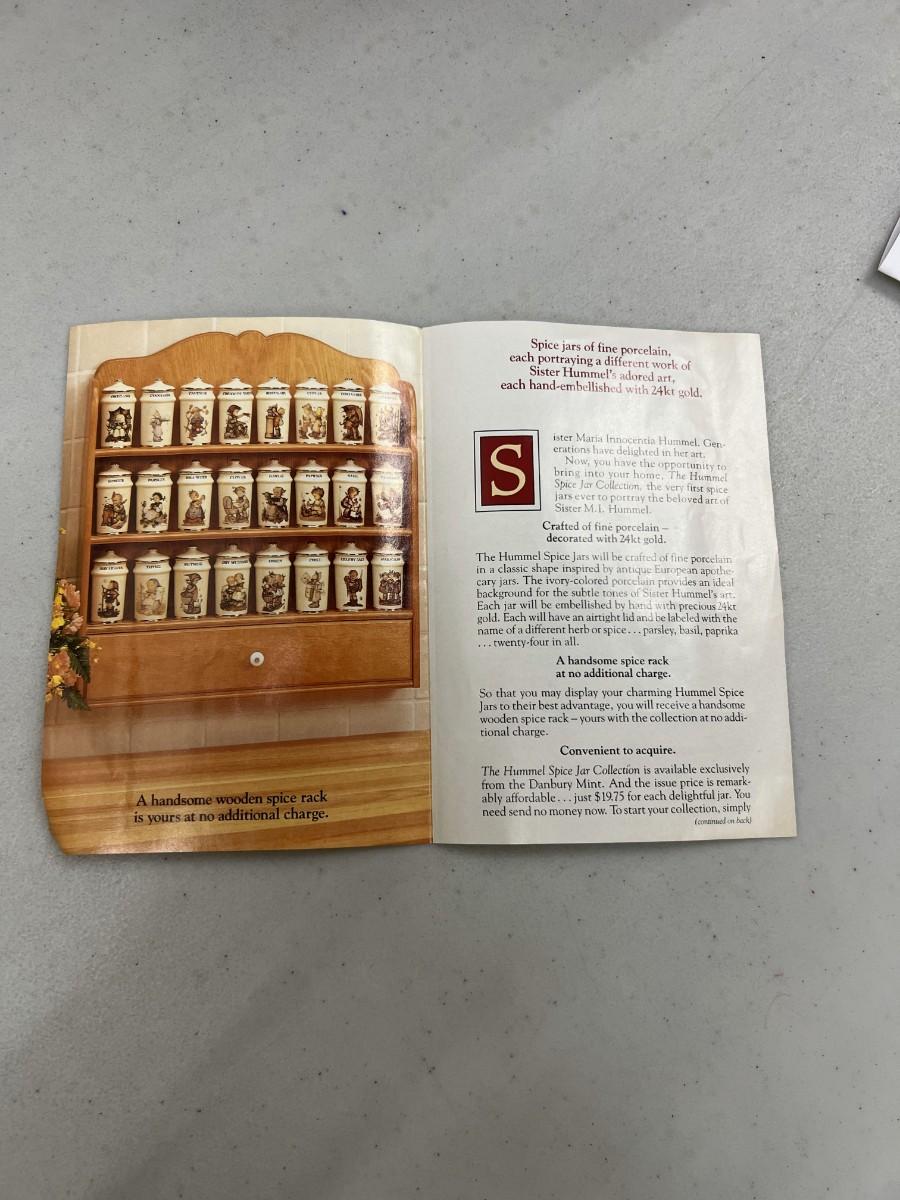 A handsome wooden spice rack
is yours at no additional charge.
Spice jars of fine porcelain,
each portraying a different work of
Sister Hummel's adored art,
each hand-embellished with 24kt gold.
S
ister Maria Innocentia Hummel. Gen-
erations have delighted in her art.
Now, you have the opportunity to
bring into your home, The Hummel
Spice Jar Collection, the very first spice
jars ever to portray the beloved art of
Sister M.I. Hummel.
Crafted of fine porcelain –
decorated with 24kt gold.
The Hummel Spice Jars will be crafted of fine porcelain
in a classic shape inspired by antique European apothe-
cary jars. The ivory-colored porcelain provides an ideal
background for the subtle tones of Sister Hummel's art.
Each jar will be embellished by hand with precious 24kt
gold. Each will have an airtight lid and be labeled with the
name of a different herb or spice... parsley, basil, paprika
... twenty-four in all.
A handsome spice rack
at no additional charge.
So that you may display your charming Hummel Spice
Jars to their best advantage, you will receive a handsome
wooden spice rack – yours with the collection at no addi-
tional charge.
Convenient to acquire.
The Hummel Spice Jar Collection is available exclusively
from the Danbury Mint. And the issue price is remark-
ably affordable... just $19.75 for each delightful jar. You
need send no money now. To start your collection, simply
(continued on back)